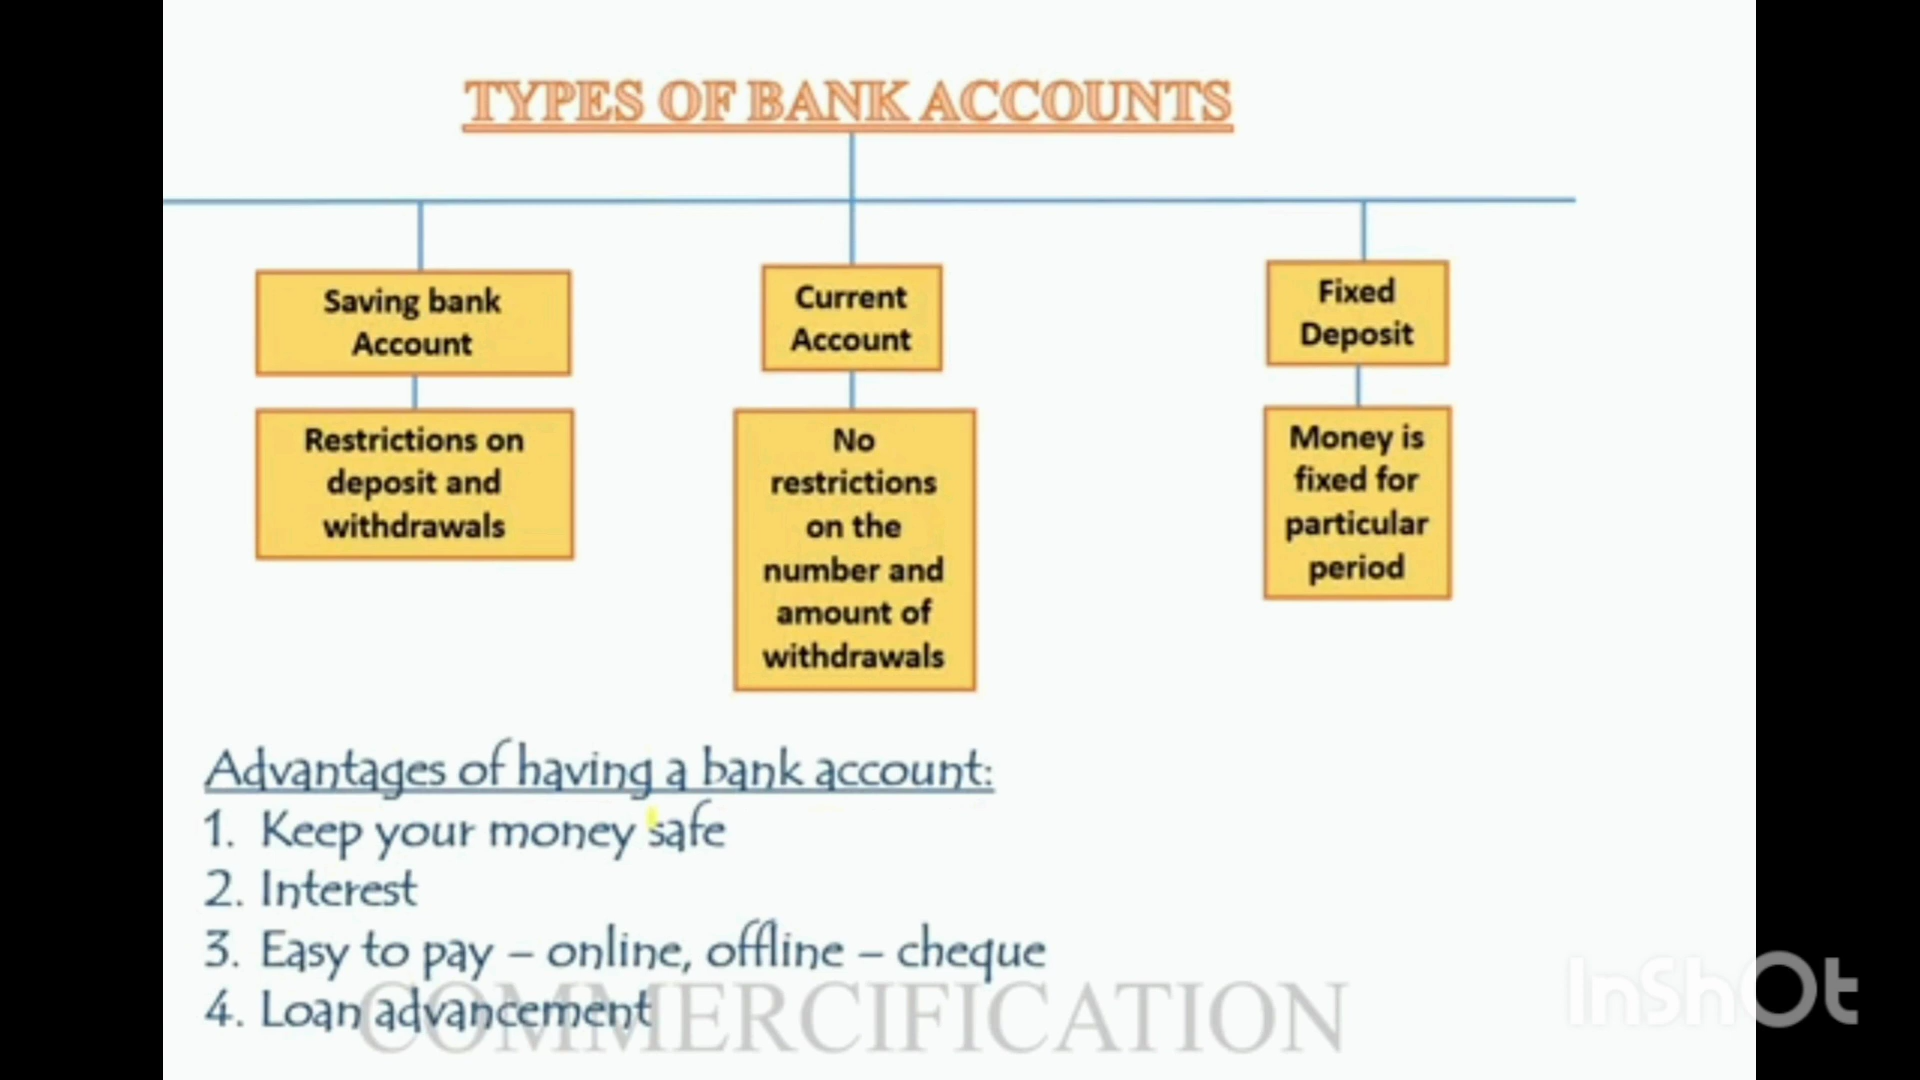 TYPES OF BANK ACCOUNTS
Saving bank
Account
Restrictions on
deposit and
withdrawals
Current
Account
No
restrictions
on the
number and
amount of
withdrawals
Fixed
Deposit
Money is
fixed for
particular
period
Advantages of having a bank account:
1. Keep your money safe
2. Interest
3. Easy to pay – online, offline – cheque
4. Loan advancement
COMMERCIFICATION
InShOt